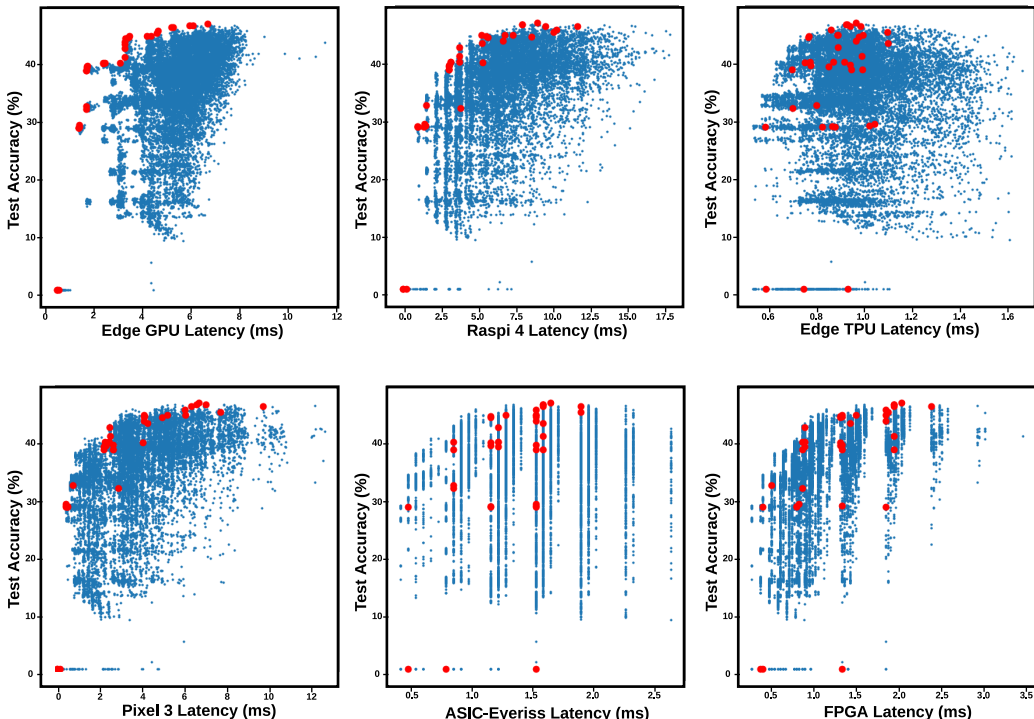 Test Accuracy (%)
40
30
20
10
0
0 2 4 6 8 10 12
Edge GPU Latency (ms)
Test Accuracy (%)
40
30
20
10
0
0.0 2.5 5.0 7.5 10.0 12.5 15.0 17.5
Raspi 4 Latency (ms)
Test Accuracy (%)
40
30
20
10
0
0.6 0.8 1.0 1.2 1.4 1.6
Edge TPU Latency (ms)
Test Accuracy (%)
40
30
20
10
0
0 2 4 6 8 10 12
Pixel 3 Latency (ms)
Test Accuracy (%)
40
30
20
10
0
0.5 1.0 1.5 2.0 2.5
ASIC-Eyeriss Latency (ms)
Test Accuracy (%)
40
30
20
10
0
0.5 1.0 1.5 2.0 2.5 3.0 3.5
FPGA Latency (ms)